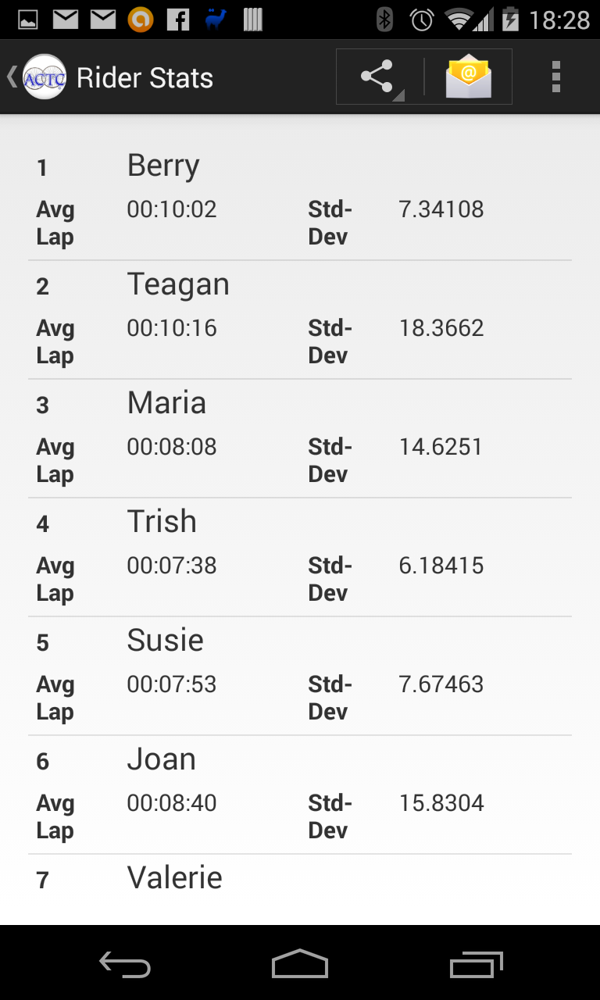 18:28
ACTC Rider Stats
1 Berry
Avg Lap 00:10:02 Std-Dev 7.34108
2 Teagan
Avg Lap 00:10:16 Std-Dev 18.3662
3 Maria
Avg Lap 00:08:08 Std-Dev 14.6251
4 Trish
Avg Lap 00:07:38 Std-Dev 6.18415
5 Susie
Avg Lap 00:07:53 Std-Dev 7.67463
6 Joan
Avg Lap 00:08:40 Std-Dev 15.8304
7 Valerie